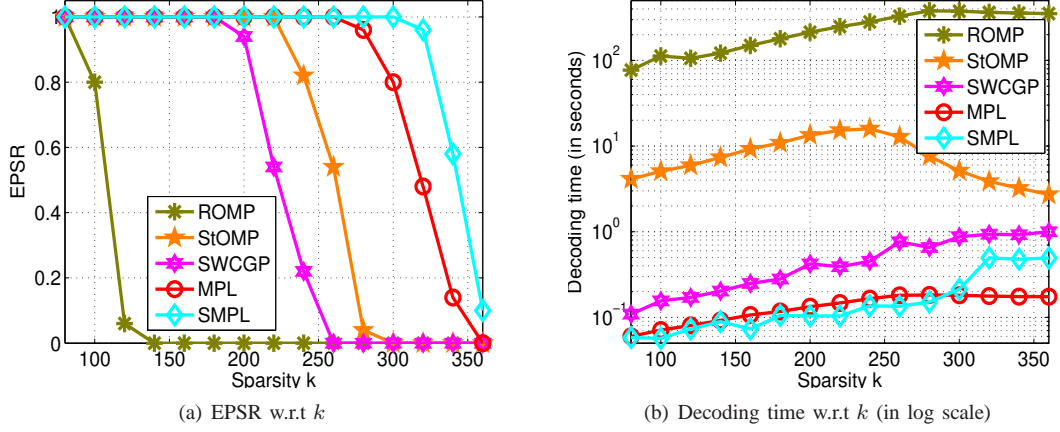 1
0.8
0.6
0.4
0.2
0
EPSR
ROMP
StOMP
SWCGP
MPL
SMPL
100 150 200 250 300 350
Sparsity k
(a) EPSR w.r.t k
10^2
10^1
10^0
10^-1
Decoding time (in seconds)
ROMP
StOMP
SWCGP
MPL
SMPL
100 150 200 250 300 350
Sparsity k
(b) Decoding time w.r.t k (in log scale)